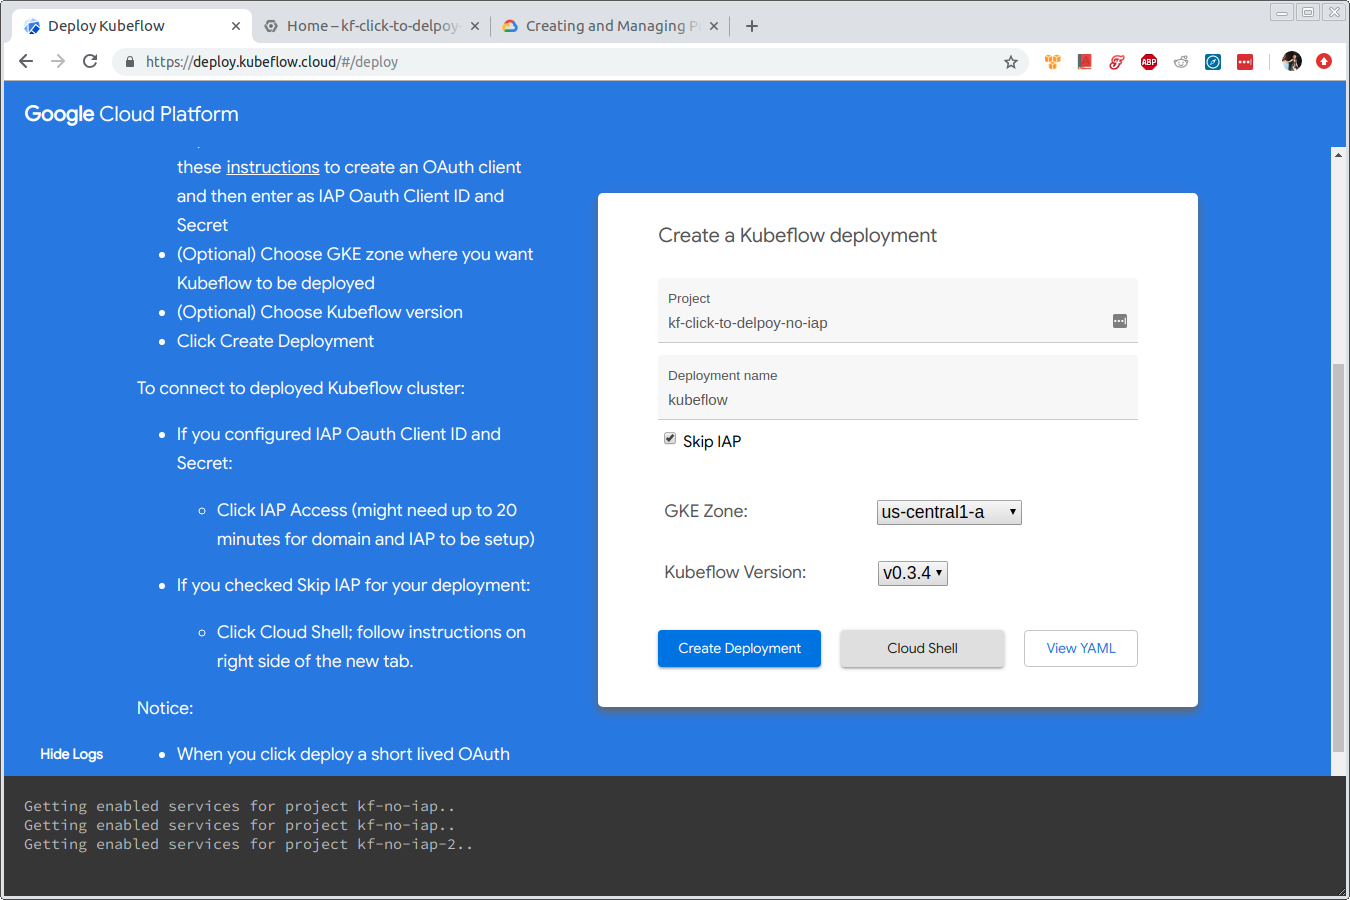 Deploy Kubeflow
Home – kf-click-to-delpoy-
Creating and Managing P
https://deploy.kubeflow.cloud/#/deploy
ABP
Google Cloud Platform
these instructions to create an OAuth client
and then enter as IAP Oauth Client ID and
Secret
(Optional) Choose GKE zone where you want
Kubeflow to be deployed
(Optional) Choose Kubeflow version
Click Create Deployment
To connect to deployed Kubeflow cluster:
If you configured IAP Oauth Client ID and
Secret:
Click IAP Access (might need up to 20
minutes for domain and IAP to be setup)
If you checked Skip IAP for your deployment:
Click Cloud Shell; follow instructions on
right side of the new tab.
Notice:
When you click deploy a short lived OAuth
Hide Logs
Create a Kubeflow deployment
Project
kf-click-to-delpoy-no-iap
Deployment name
kubeflow
Skip IAP
GKE Zone:
us-central1-a
Kubeflow Version:
v0.3.4
Create Deployment
Cloud Shell
View YAML
Getting enabled services for project kf-no-iap..
Getting enabled services for project kf-no-iap..
Getting enabled services for project kf-no-iap-2..